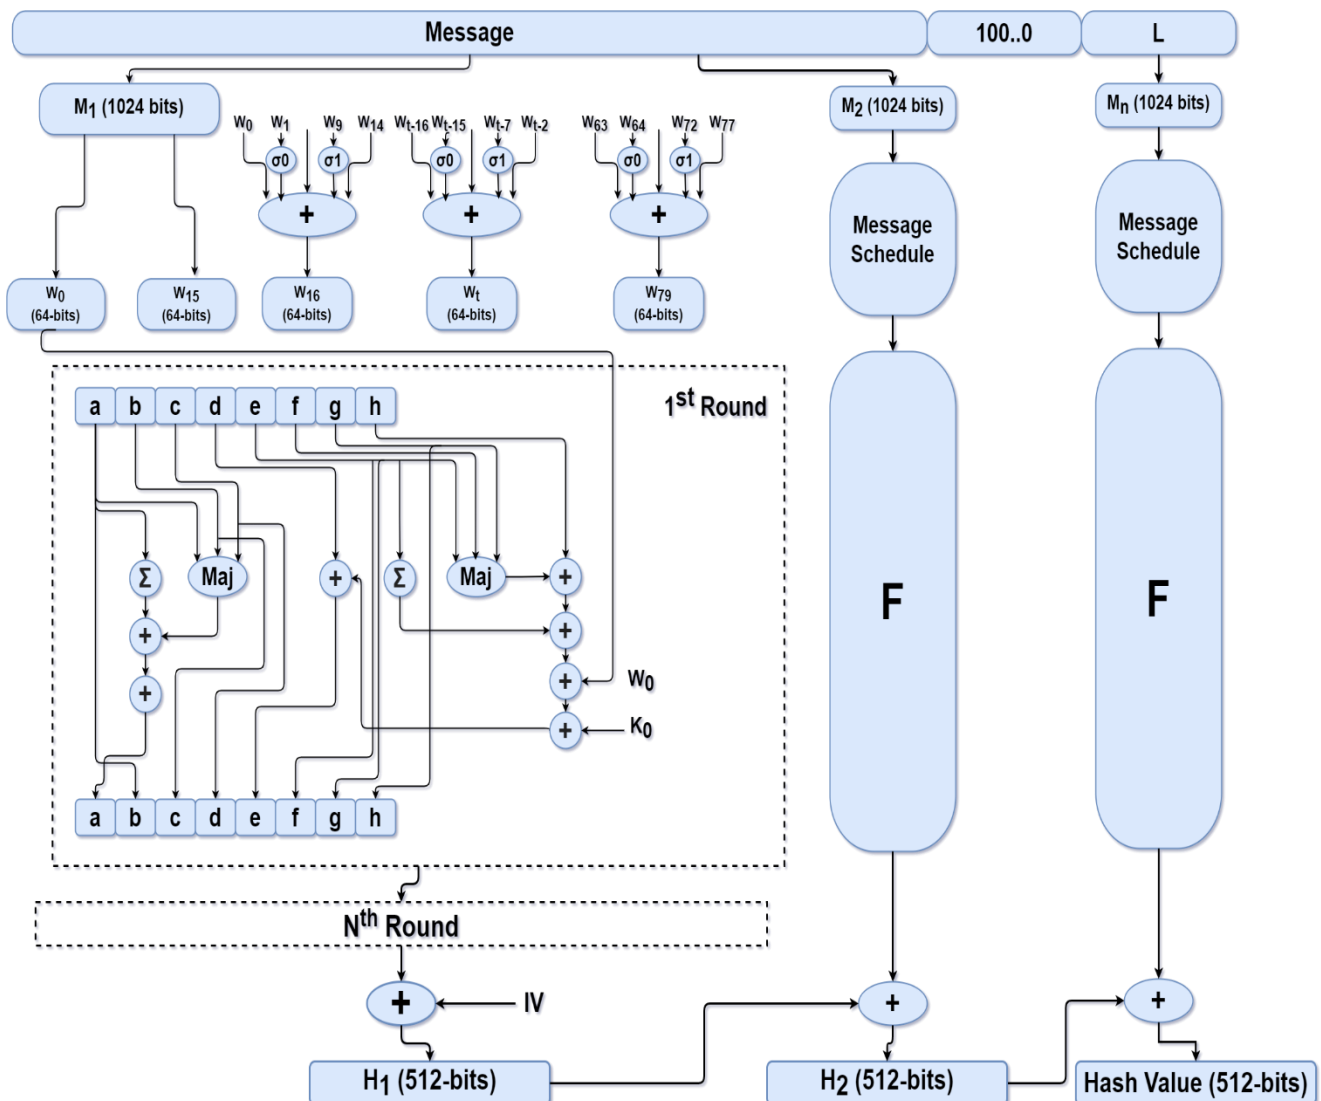 Message
100..0
L
M1 (1024 bits)
M2 (1024 bits)
Mn (1024 bits)
W0 W1 W9 W14
Wt-16 Wt-15 Wt-7 Wt-2
W63 W64 W72 W77
σ0 σ1
σ0 σ1
σ0 σ1
+ + +
Message
Schedule
Message
Schedule
W0
(64-bits)
W15
(64-bits)
W16
(64-bits)
Wt
(64-bits)
W79
(64-bits)
1st Round
a b c d e f g h
Σ Maj + Σ Maj +
+ +
+ + W0
+ K0
a b c d e f g h
F
F
Nth Round
+ IV
+
+
H1 (512-bits)
H2 (512-bits)
Hash Value (512-bits)